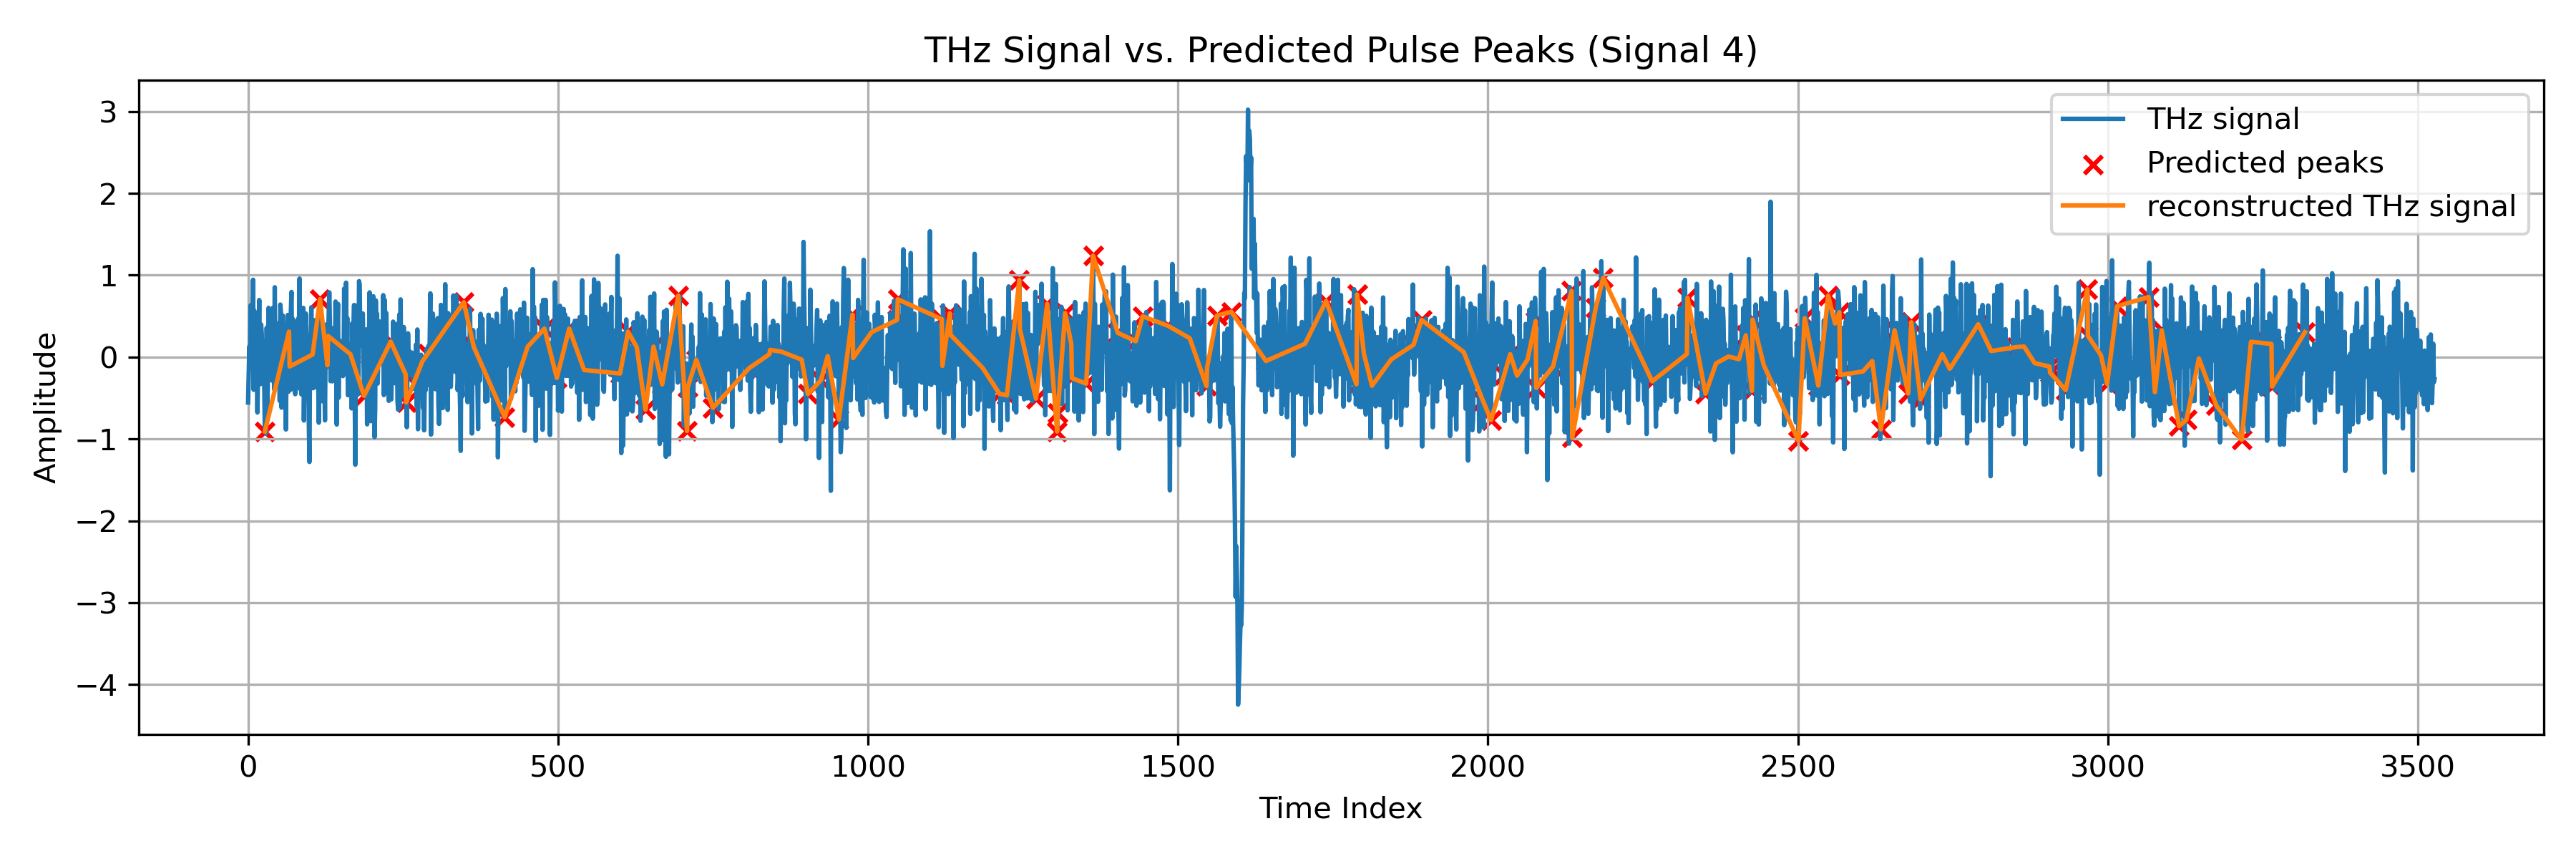 THz Signal vs. Predicted Pulse Peaks (Signal 4)
THz signal
Predicted peaks
reconstructed THz signal
Amplitude
3
2
1
0
−1
−2
−3
−4
0 500 1000 1500 2000 2500 3000 3500
Time Index